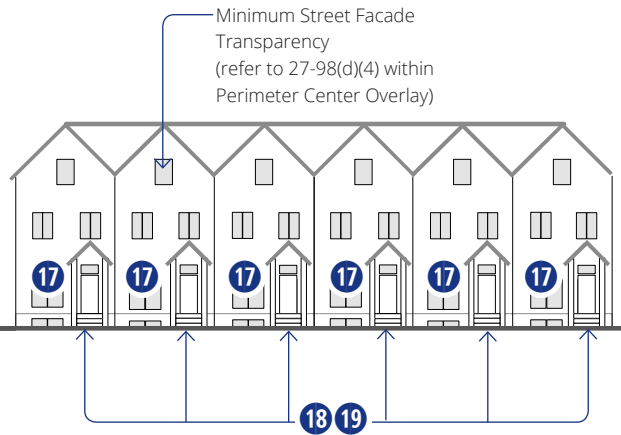 Minimum Street Facade
Transparency
(refer to 27-98(d)(4) within
Perimeter Center Overlay)
17 17 17 17 17 17
18 19